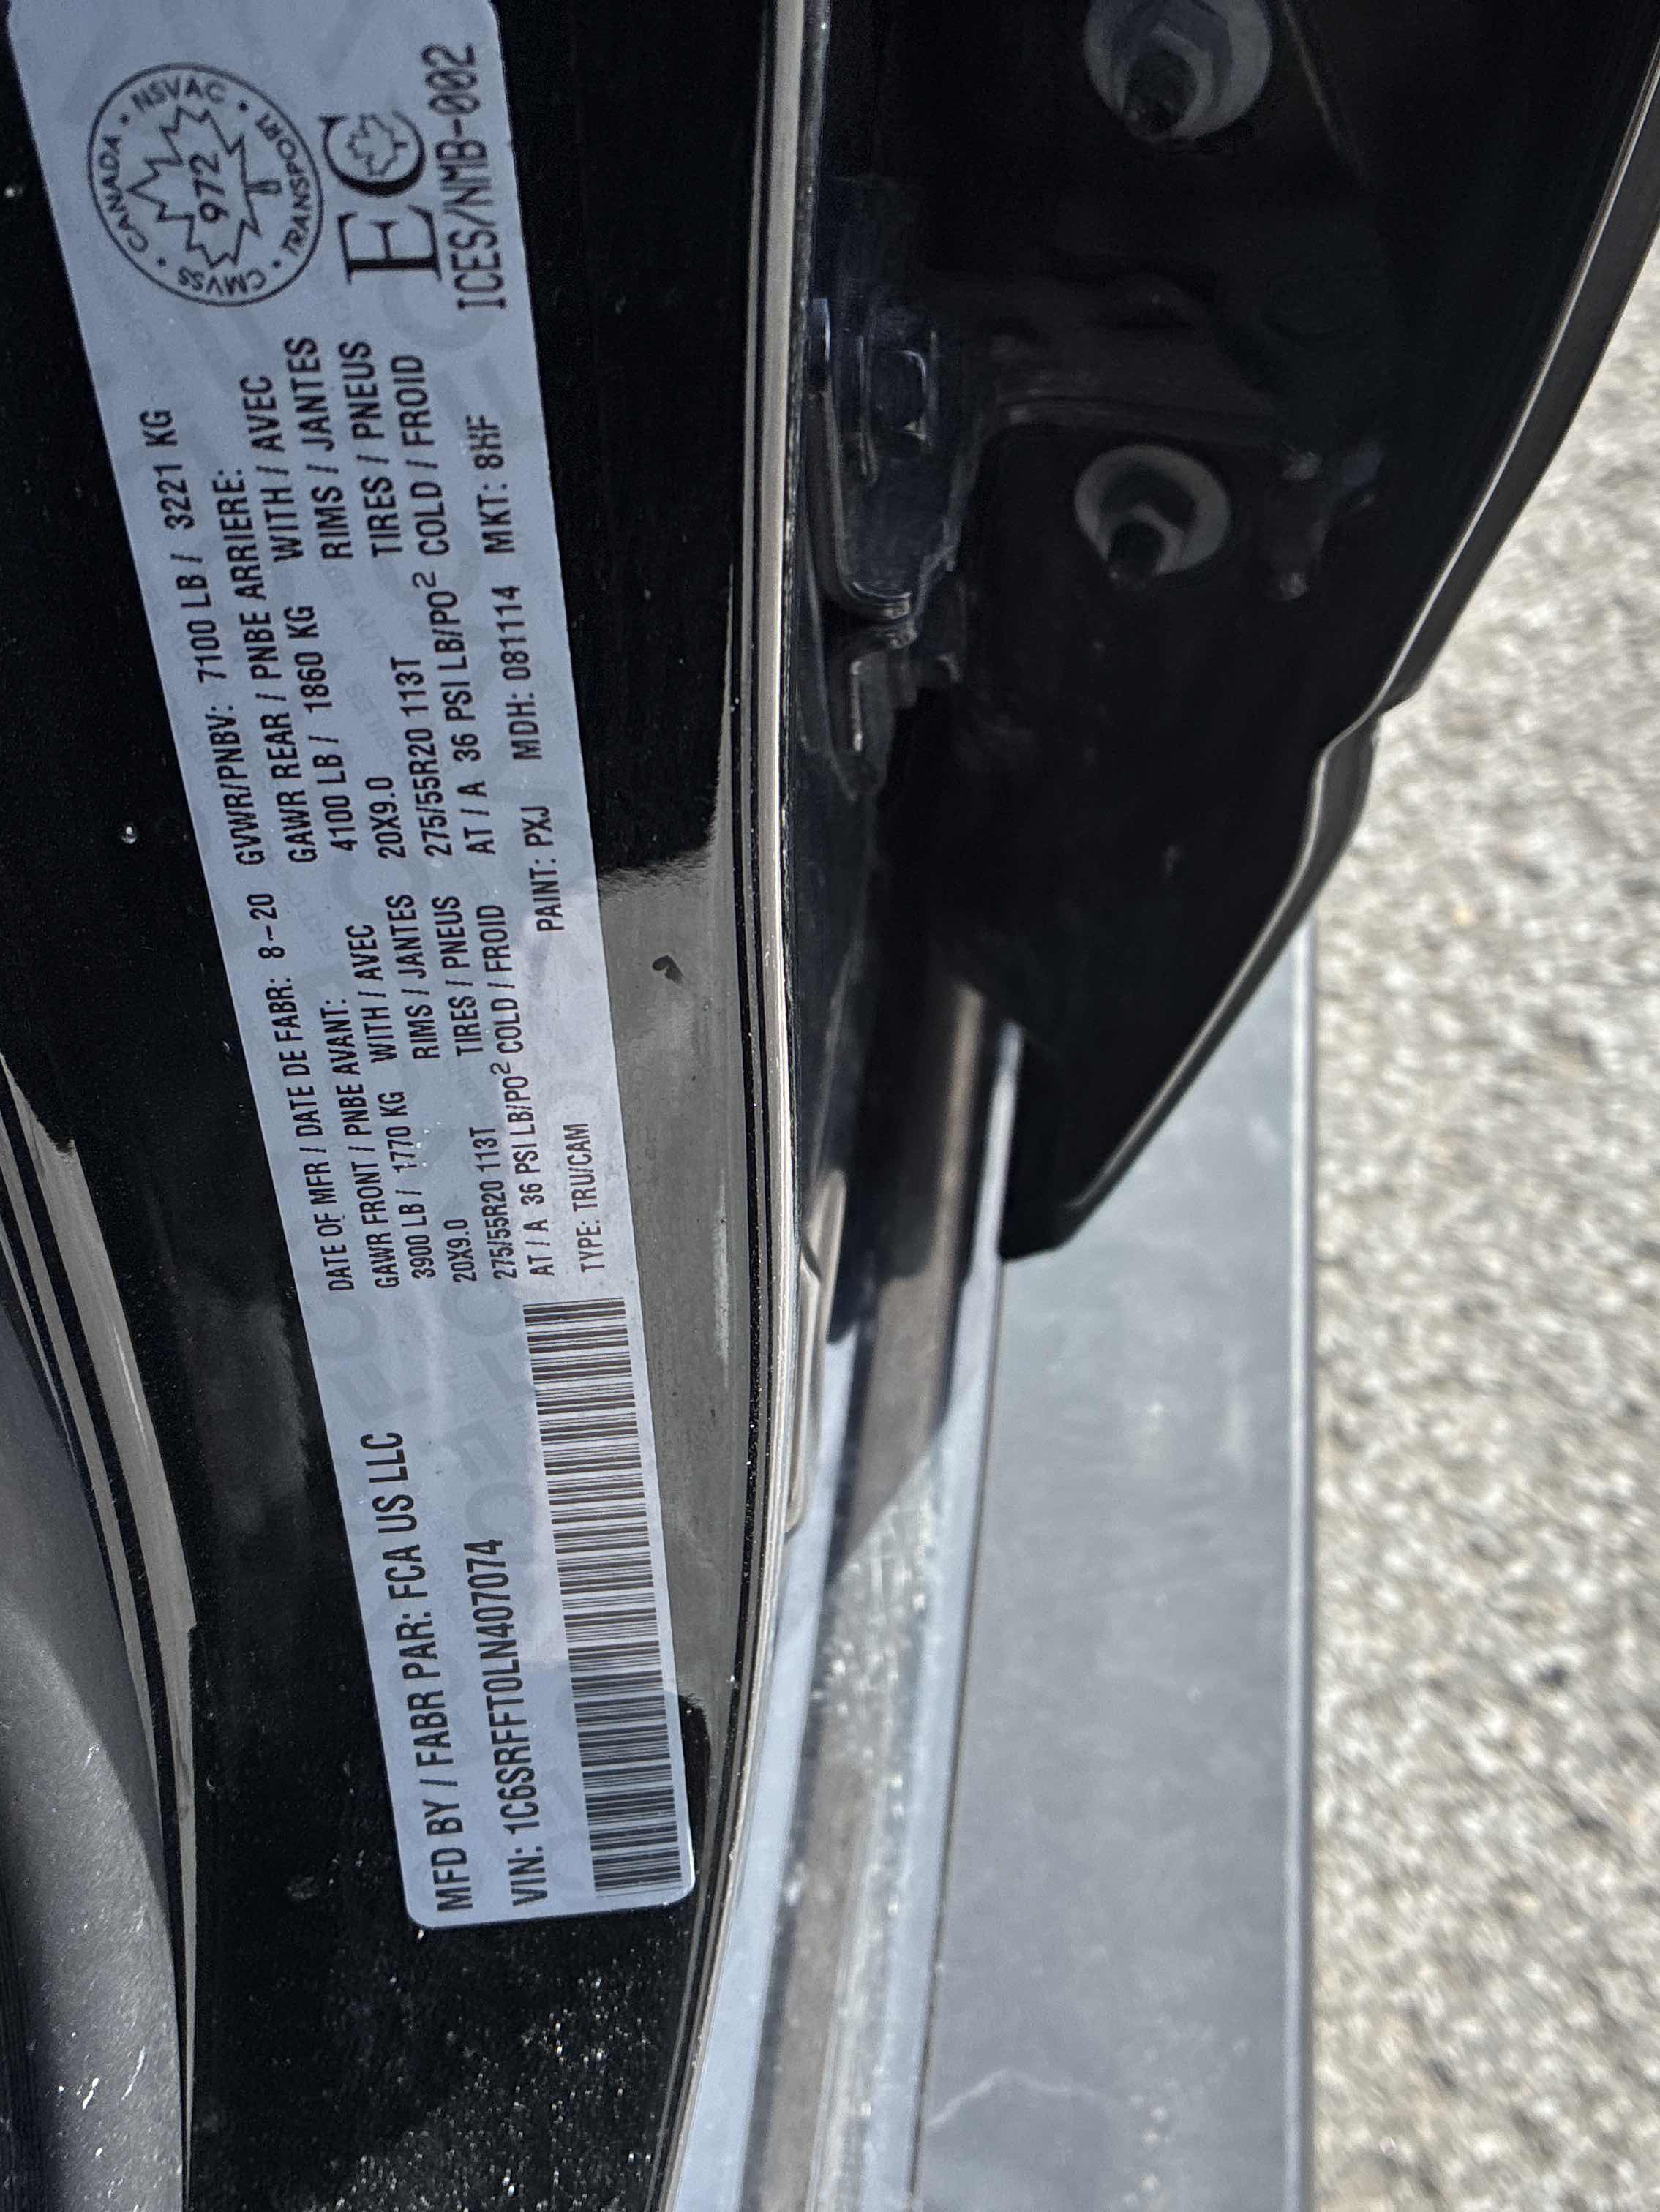 MFD BY / FABR PAR: FCA US LLC
VIN: 1C6SRFFT0LN407074
DATE OF MFR / DATE DE FABR: 8-20
GAWR FRONT / PNBE AVANT:
3900 LB / 1770 KG WITH / AVEC
20X9.0 RIMS / JANTES
275/55R20 113T TIRES / PNEUS
AT / A 36 PSI LB/PO² COLD / FROID
TYPE: TRU/CAM
GVWR/PNBV: 7100 LB / 3221 KG
GAWR REAR / PNBE ARRIERE:
4100 LB / 1860 KG WITH / AVEC
20X9.0 RIMS / JANTES
275/55R20 113T TIRES / PNEUS
AT / A 36 PSI LB/PO² COLD / FROID
PAINT: PXJ MDH: 081114 MKT: 8HF
CANADA • NSVAC • TRANSPORT • CMVSS •
972
EC
ICES/NMB-002